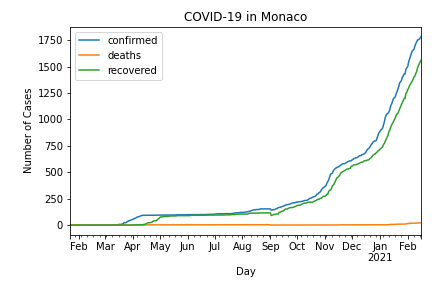 COVID-19 in Monaco
confirmed
deaths
recovered
Number of Cases
1750
1500
1250
1000
750
500
250
0
Feb Mar Apr May Jun Jul Aug Sep Oct Nov Dec Jan Feb
2021
Day